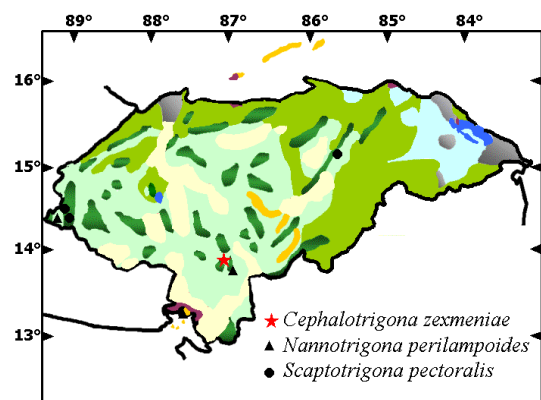 89° 88° 87° 86° 85° 84°
16°
15°
14°
13°
Cephalotrigona zexmeniae
Nannotrigona perilampoides
Scaptotrigona pectoralis